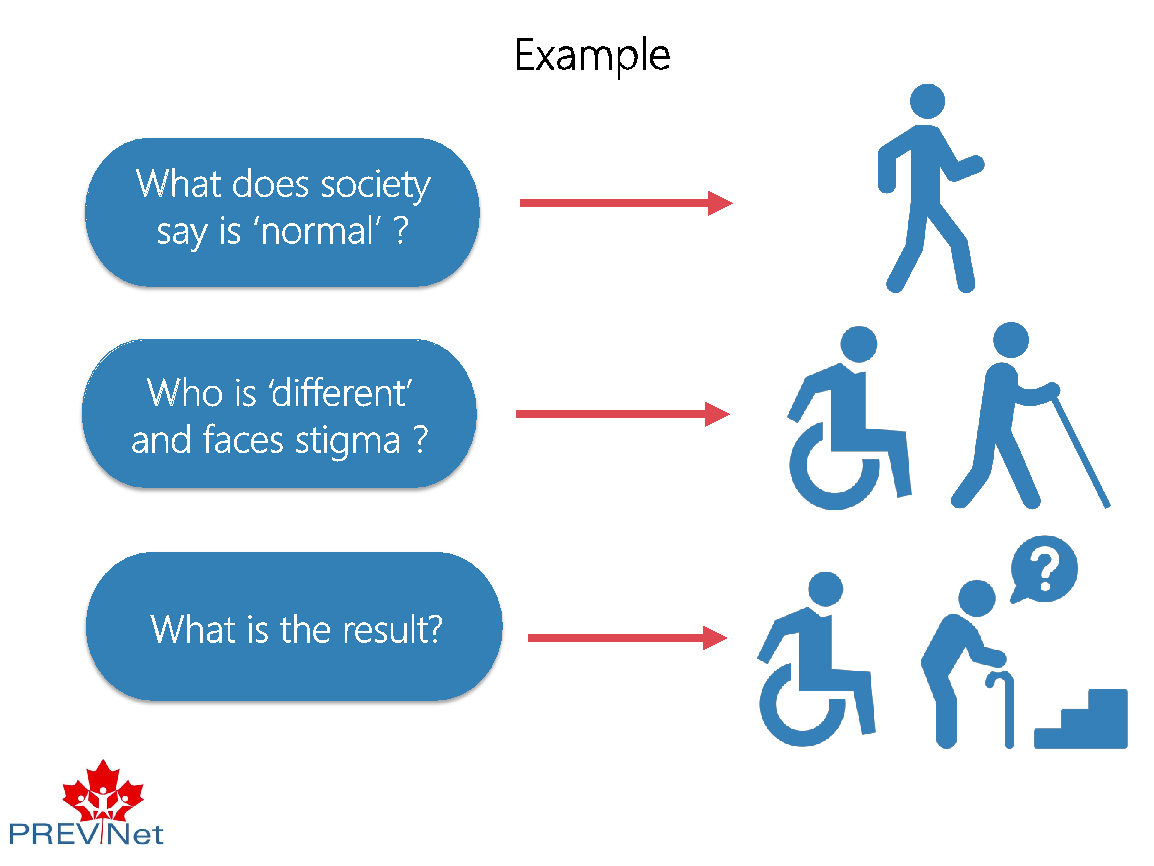 Example
What does society
say is ‘normal’ ?
Who is ‘different’
and faces stigma ?
What is the result?
?
PREVNet